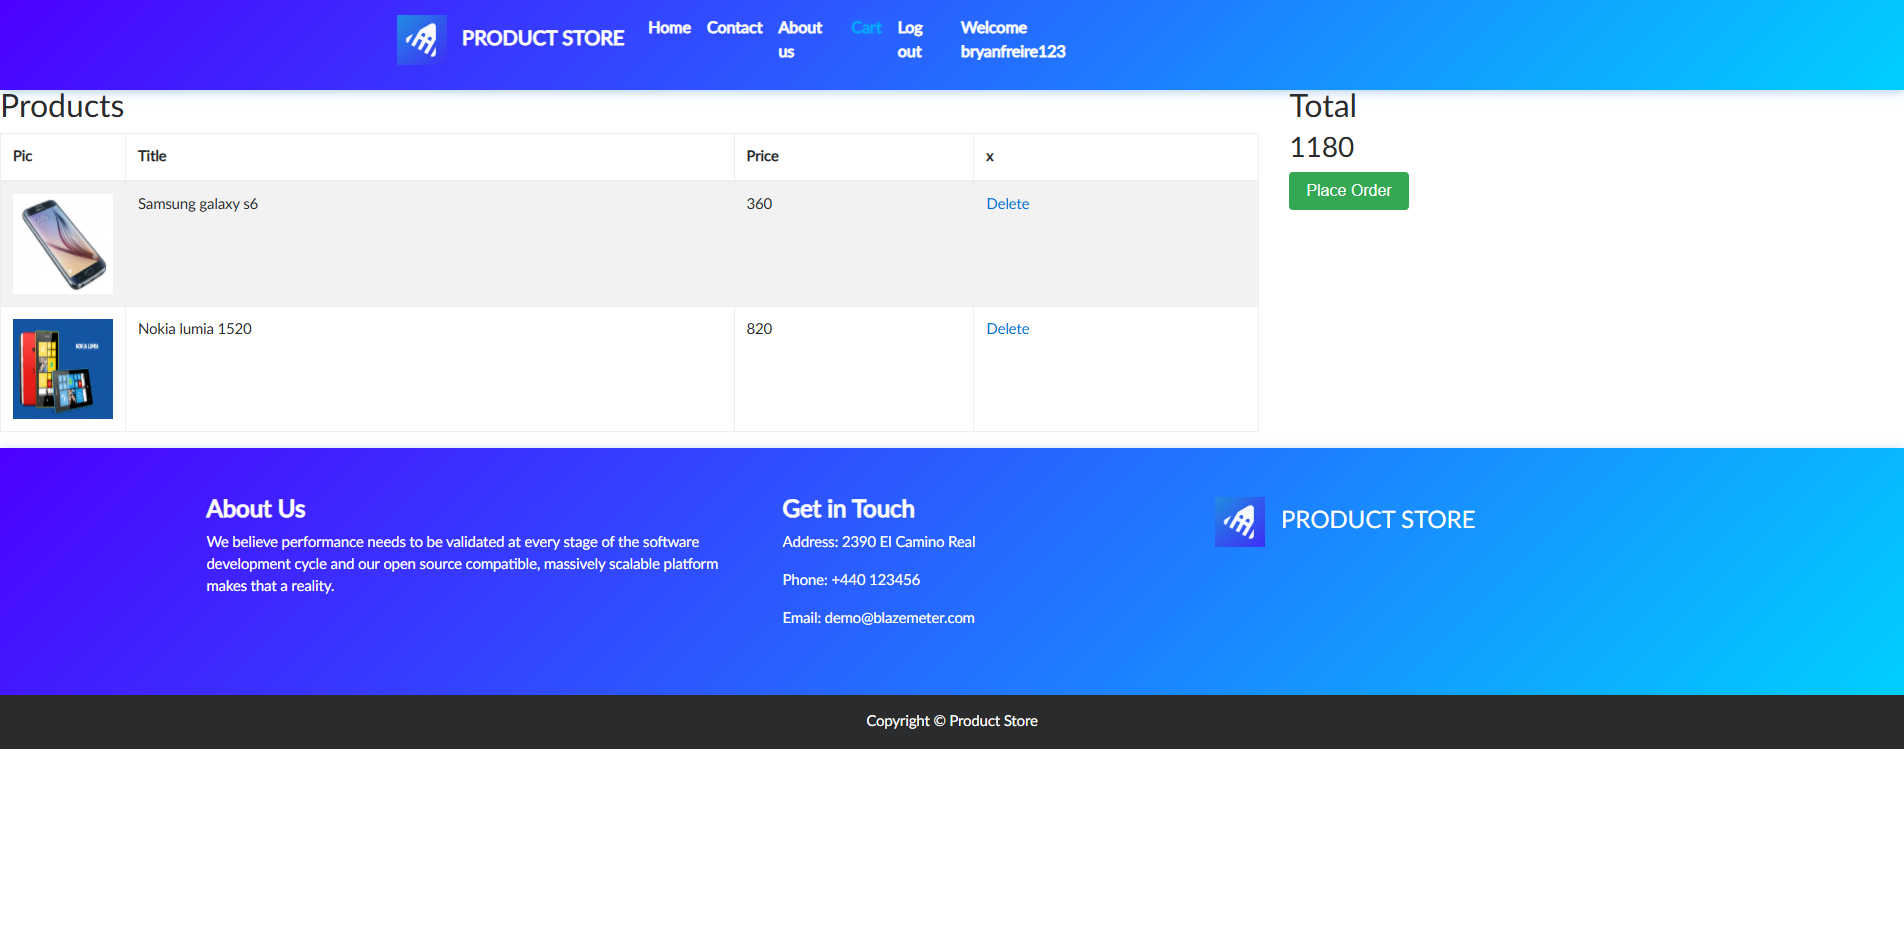 PRODUCT STORE
Home
Contact
About
us
Cart
Log
out
Welcome
bryanfreire123
Products
Pic Title Price x
Samsung galaxy s6 360 Delete
NOKIA LUMIA
Nokia lumia 1520 820 Delete
Total
1180
Place Order
About Us
We believe performance needs to be validated at every stage of the software
development cycle and our open source compatible, massively scalable platform
makes that a reality.
Get in Touch
Address: 2390 El Camino Real
Phone: +440 123456
Email: demo@blazemeter.com
PRODUCT STORE
Copyright © Product Store